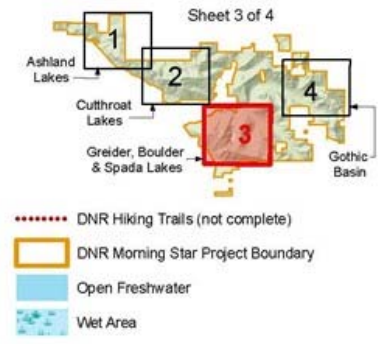 Sheet 3 of 4
1
Ashland
Lakes
2
Cutthroat
Lakes
3
4
Greider, Boulder
& Spada Lakes
Gothic
Basin
DNR Hiking Trails (not complete)
DNR Morning Star Project Boundary
Open Freshwater
Wet Area